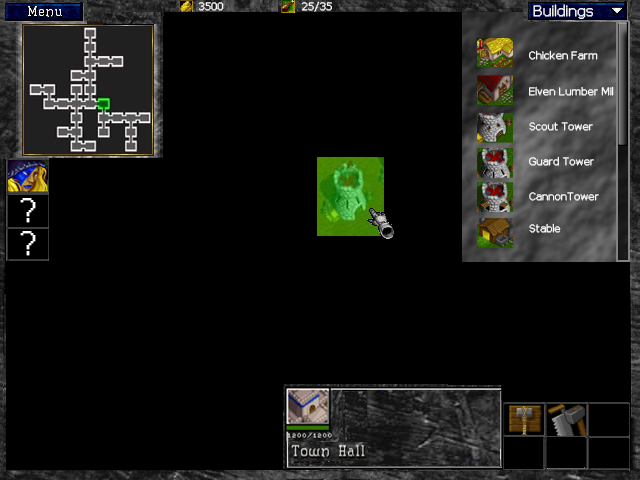 Menu
3500
25/35
Buildings
Chicken Farm
Elven Lumber Mil
Scout Tower
Guard Tower
CannonTower
Stable
?
?
1200/1200
Town Hall